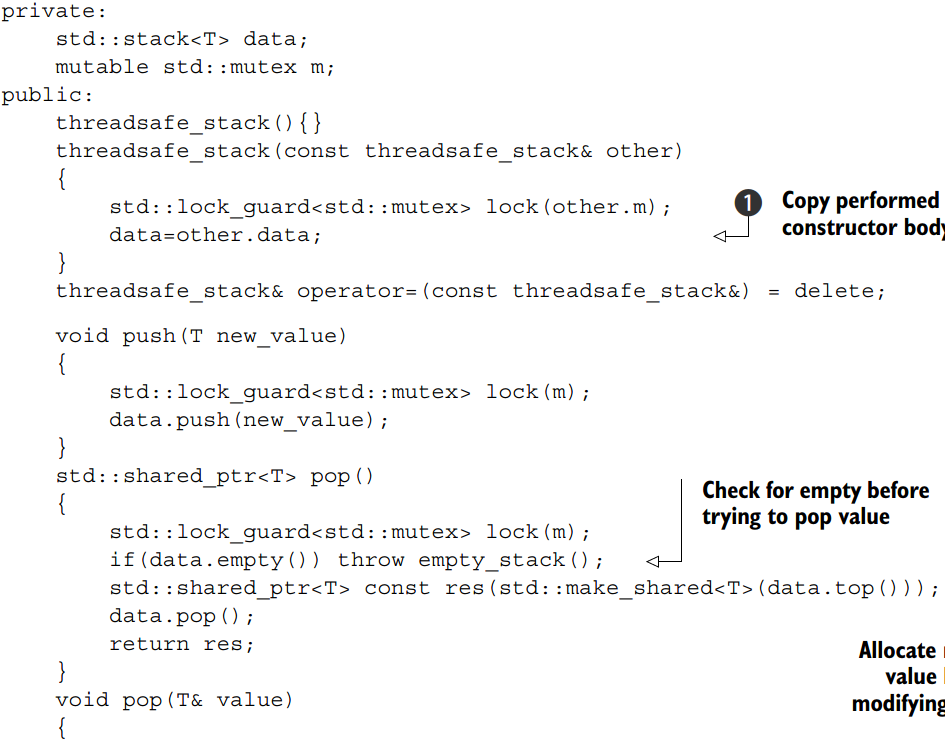 private:
    std::stack<T> data;
    mutable std::mutex m;
public:
    threadsafe_stack(){}
    threadsafe_stack(const threadsafe_stack& other)
    {
        std::lock_guard<std::mutex> lock(other.m);
        data=other.data;
    }
1 Copy performed
constructor body
    threadsafe_stack& operator=(const threadsafe_stack&) = delete;
    void push(T new_value)
    {
        std::lock_guard<std::mutex> lock(m);
        data.push(new_value);
    }
    std::shared_ptr<T> pop()
    {
        std::lock_guard<std::mutex> lock(m);
        if(data.empty()) throw empty_stack();
Check for empty before
trying to pop value
        std::shared_ptr<T> const res(std::make_shared<T>(data.top()));
        data.pop();
        return res;
    }
Allocate
value
modifying
    void pop(T& value)
    {